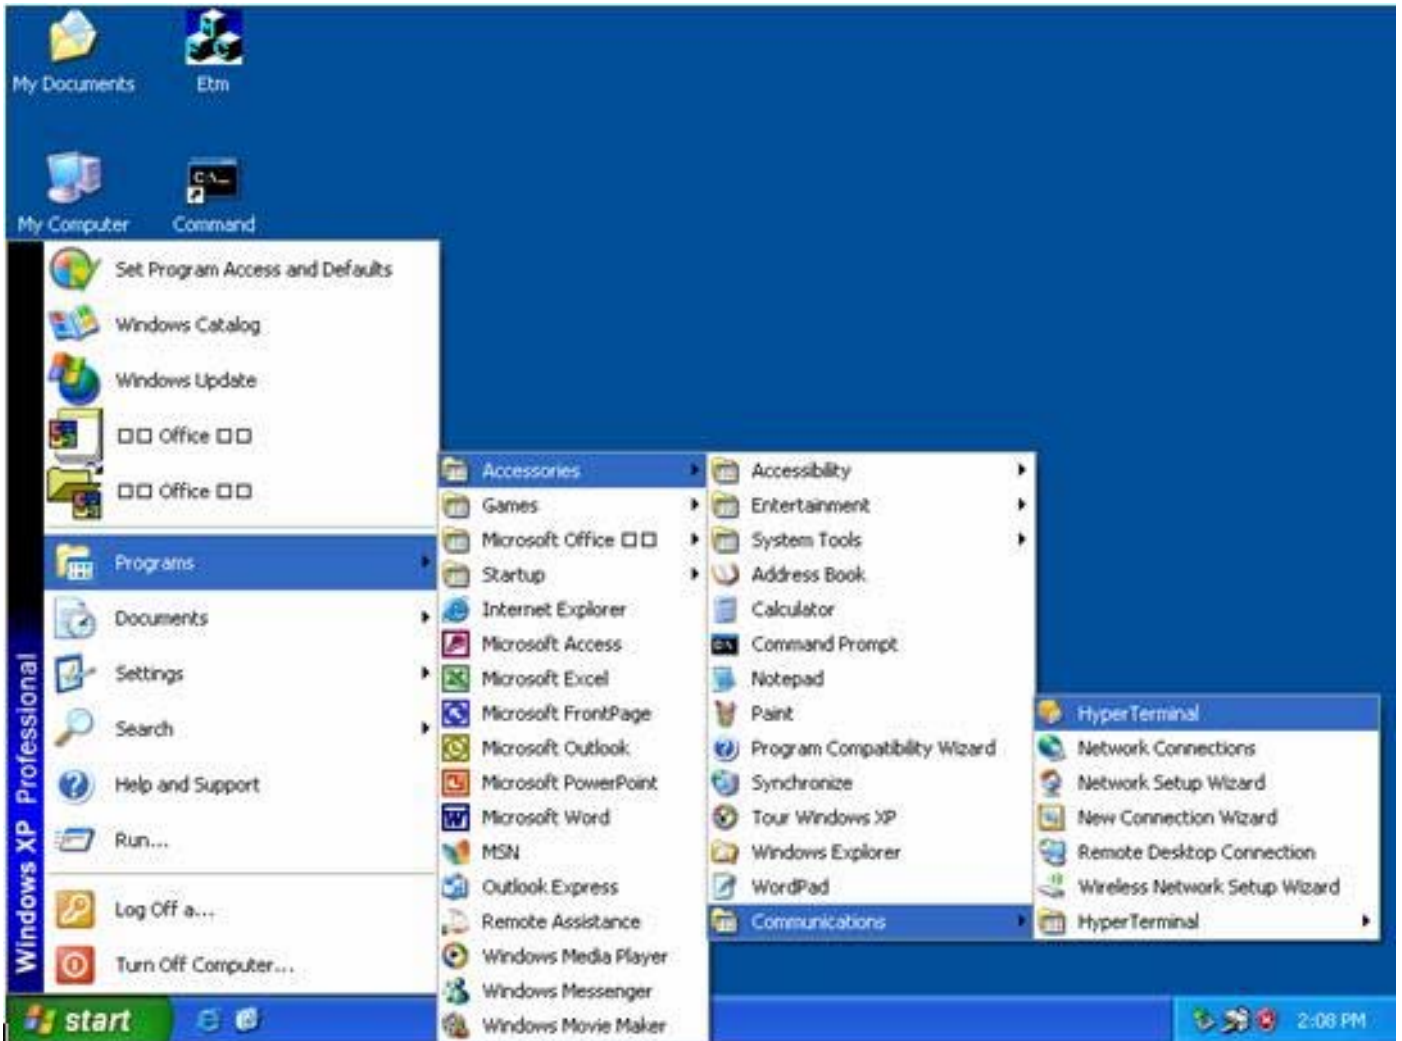 My Documents
Etm
My Computer
Command
Set Program Access and Defaults
Windows Catalog
Windows Update
□□ Office □□
□□ Office □□
Programs
Documents
Settings
Search
Help and Support
Run...
Log Off a...
Turn Off Computer...
Windows XP Professional
Accessories
Games
Microsoft Office □□
Startup
Internet Explorer
Microsoft Access
Microsoft Excel
Microsoft FrontPage
Microsoft Outlook
Microsoft PowerPoint
Microsoft Word
MSN
Outlook Express
Remote Assistance
Windows Media Player
Windows Messenger
Windows Movie Maker
Accessibility
Entertainment
System Tools
Address Book
Calculator
Command Prompt
Notepad
Paint
Program Compatibility Wizard
Synchronize
Tour Windows XP
Windows Explorer
WordPad
Communications
HyperTerminal
Network Connections
Network Setup Wizard
New Connection Wizard
Remote Desktop Connection
Wireless Network Setup Wizard
HyperTerminal
start
2:08 PM